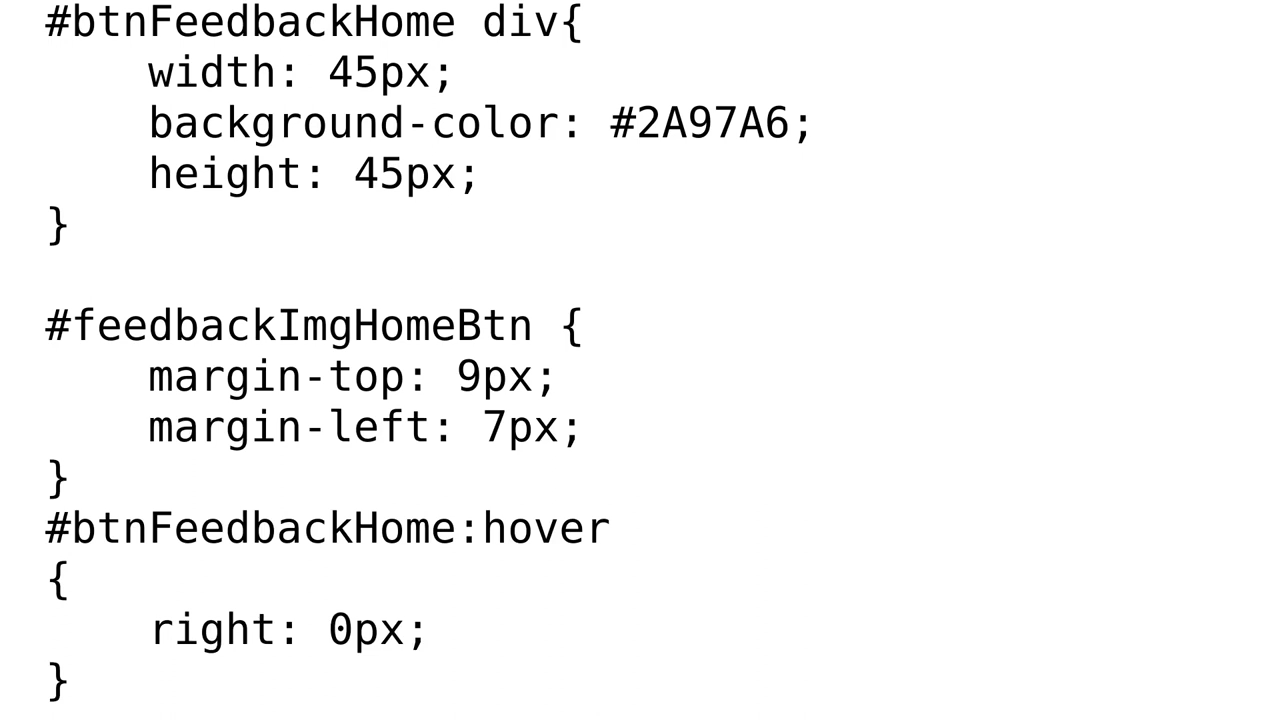 #btnFeedbackHome div{
    width: 45px;
    background-color: #2A97A6;
    height: 45px;
}

#feedbackImgHomeBtn {
    margin-top: 9px;
    margin-left: 7px;
}
#btnFeedbackHome:hover
{
    right: 0px;
}